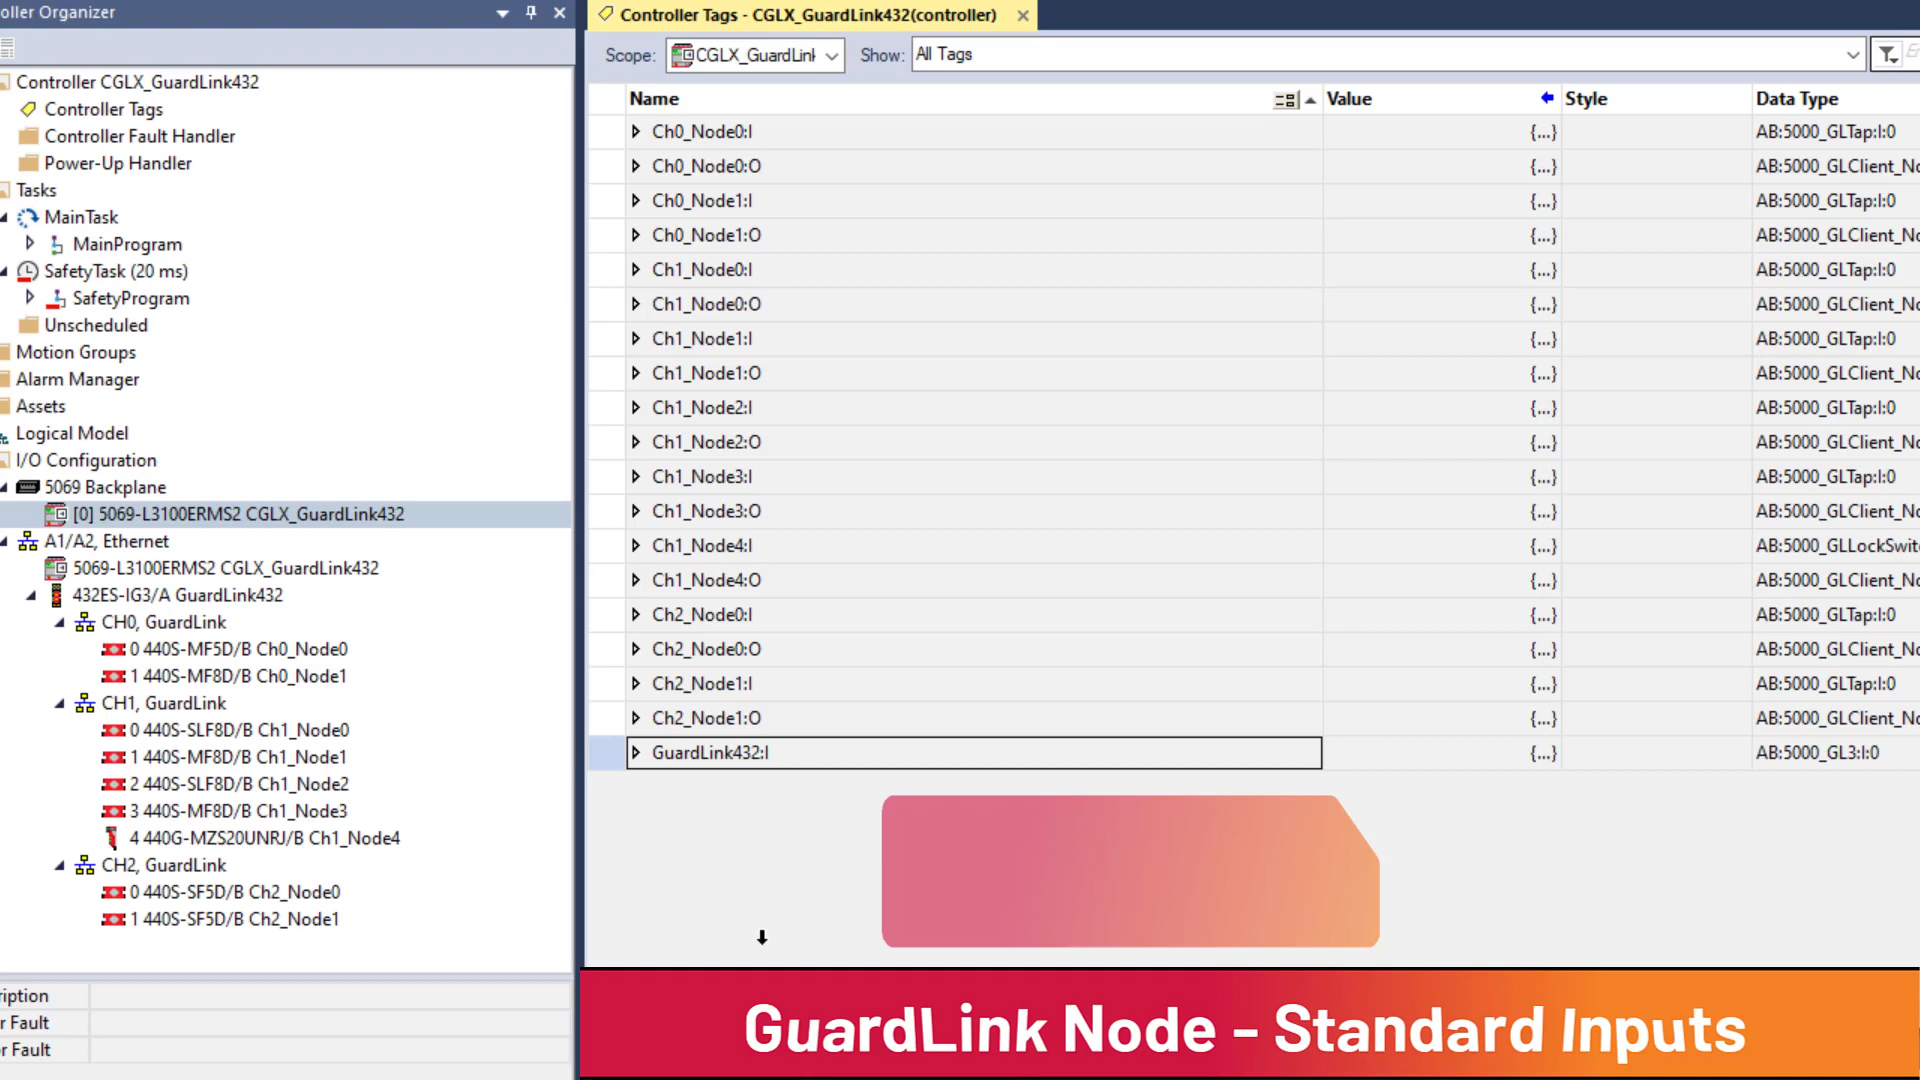 oller Organizer
Controller CGLX_GuardLink432
Controller Tags
Controller Fault Handler
Power-Up Handler
Tasks
MainTask
MainProgram
SafetyTask (20 ms)
SafetyProgram
Unscheduled
Motion Groups
Alarm Manager
Assets
Logical Model
I/O Configuration
5069 Backplane
[0] 5069-L3100ERMS2 CGLX_GuardLink432
A1/A2, Ethernet
5069-L3100ERMS2 CGLX_GuardLink432
432ES-IG3/A GuardLink432
CH0, GuardLink
0 440S-MF5D/B Ch0_Node0
1 440S-MF8D/B Ch0_Node1
CH1, GuardLink
0 440S-SLF8D/B Ch1_Node0
1 440S-MF8D/B Ch1_Node1
2 440S-SLF8D/B Ch1_Node2
3 440S-MF8D/B Ch1_Node3
4 440G-MZS20UNRJ/B Ch1_Node4
CH2, GuardLink
0 440S-SF5D/B Ch2_Node0
1 440S-SF5D/B Ch2_Node1
ription
r Fault
or Fault
Controller Tags - CGLX_GuardLink432(controller)
Scope: CGLX_GuardLink Show: All Tags
Name Value Style Data Type
Ch0_Node0:I {...} AB:5000_GLTap:I:0
Ch0_Node0:O {...} AB:5000_GLClient_No
Ch0_Node1:I {...} AB:5000_GLTap:I:0
Ch0_Node1:O {...} AB:5000_GLClient_No
Ch1_Node0:I {...} AB:5000_GLTap:I:0
Ch1_Node0:O {...} AB:5000_GLClient_No
Ch1_Node1:I {...} AB:5000_GLTap:I:0
Ch1_Node1:O {...} AB:5000_GLClient_No
Ch1_Node2:I {...} AB:5000_GLTap:I:0
Ch1_Node2:O {...} AB:5000_GLClient_No
Ch1_Node3:I {...} AB:5000_GLTap:I:0
Ch1_Node3:O {...} AB:5000_GLClient_No
Ch1_Node4:I {...} AB:5000_GLLockSwit
Ch1_Node4:O {...} AB:5000_GLClient_No
Ch2_Node0:I {...} AB:5000_GLTap:I:0
Ch2_Node0:O {...} AB:5000_GLClient_No
Ch2_Node1:I {...} AB:5000_GLTap:I:0
Ch2_Node1:O {...} AB:5000_GLClient_No
GuardLink432:I {...} AB:5000_GL3:I:0
GuardLink Node - Standard Inputs